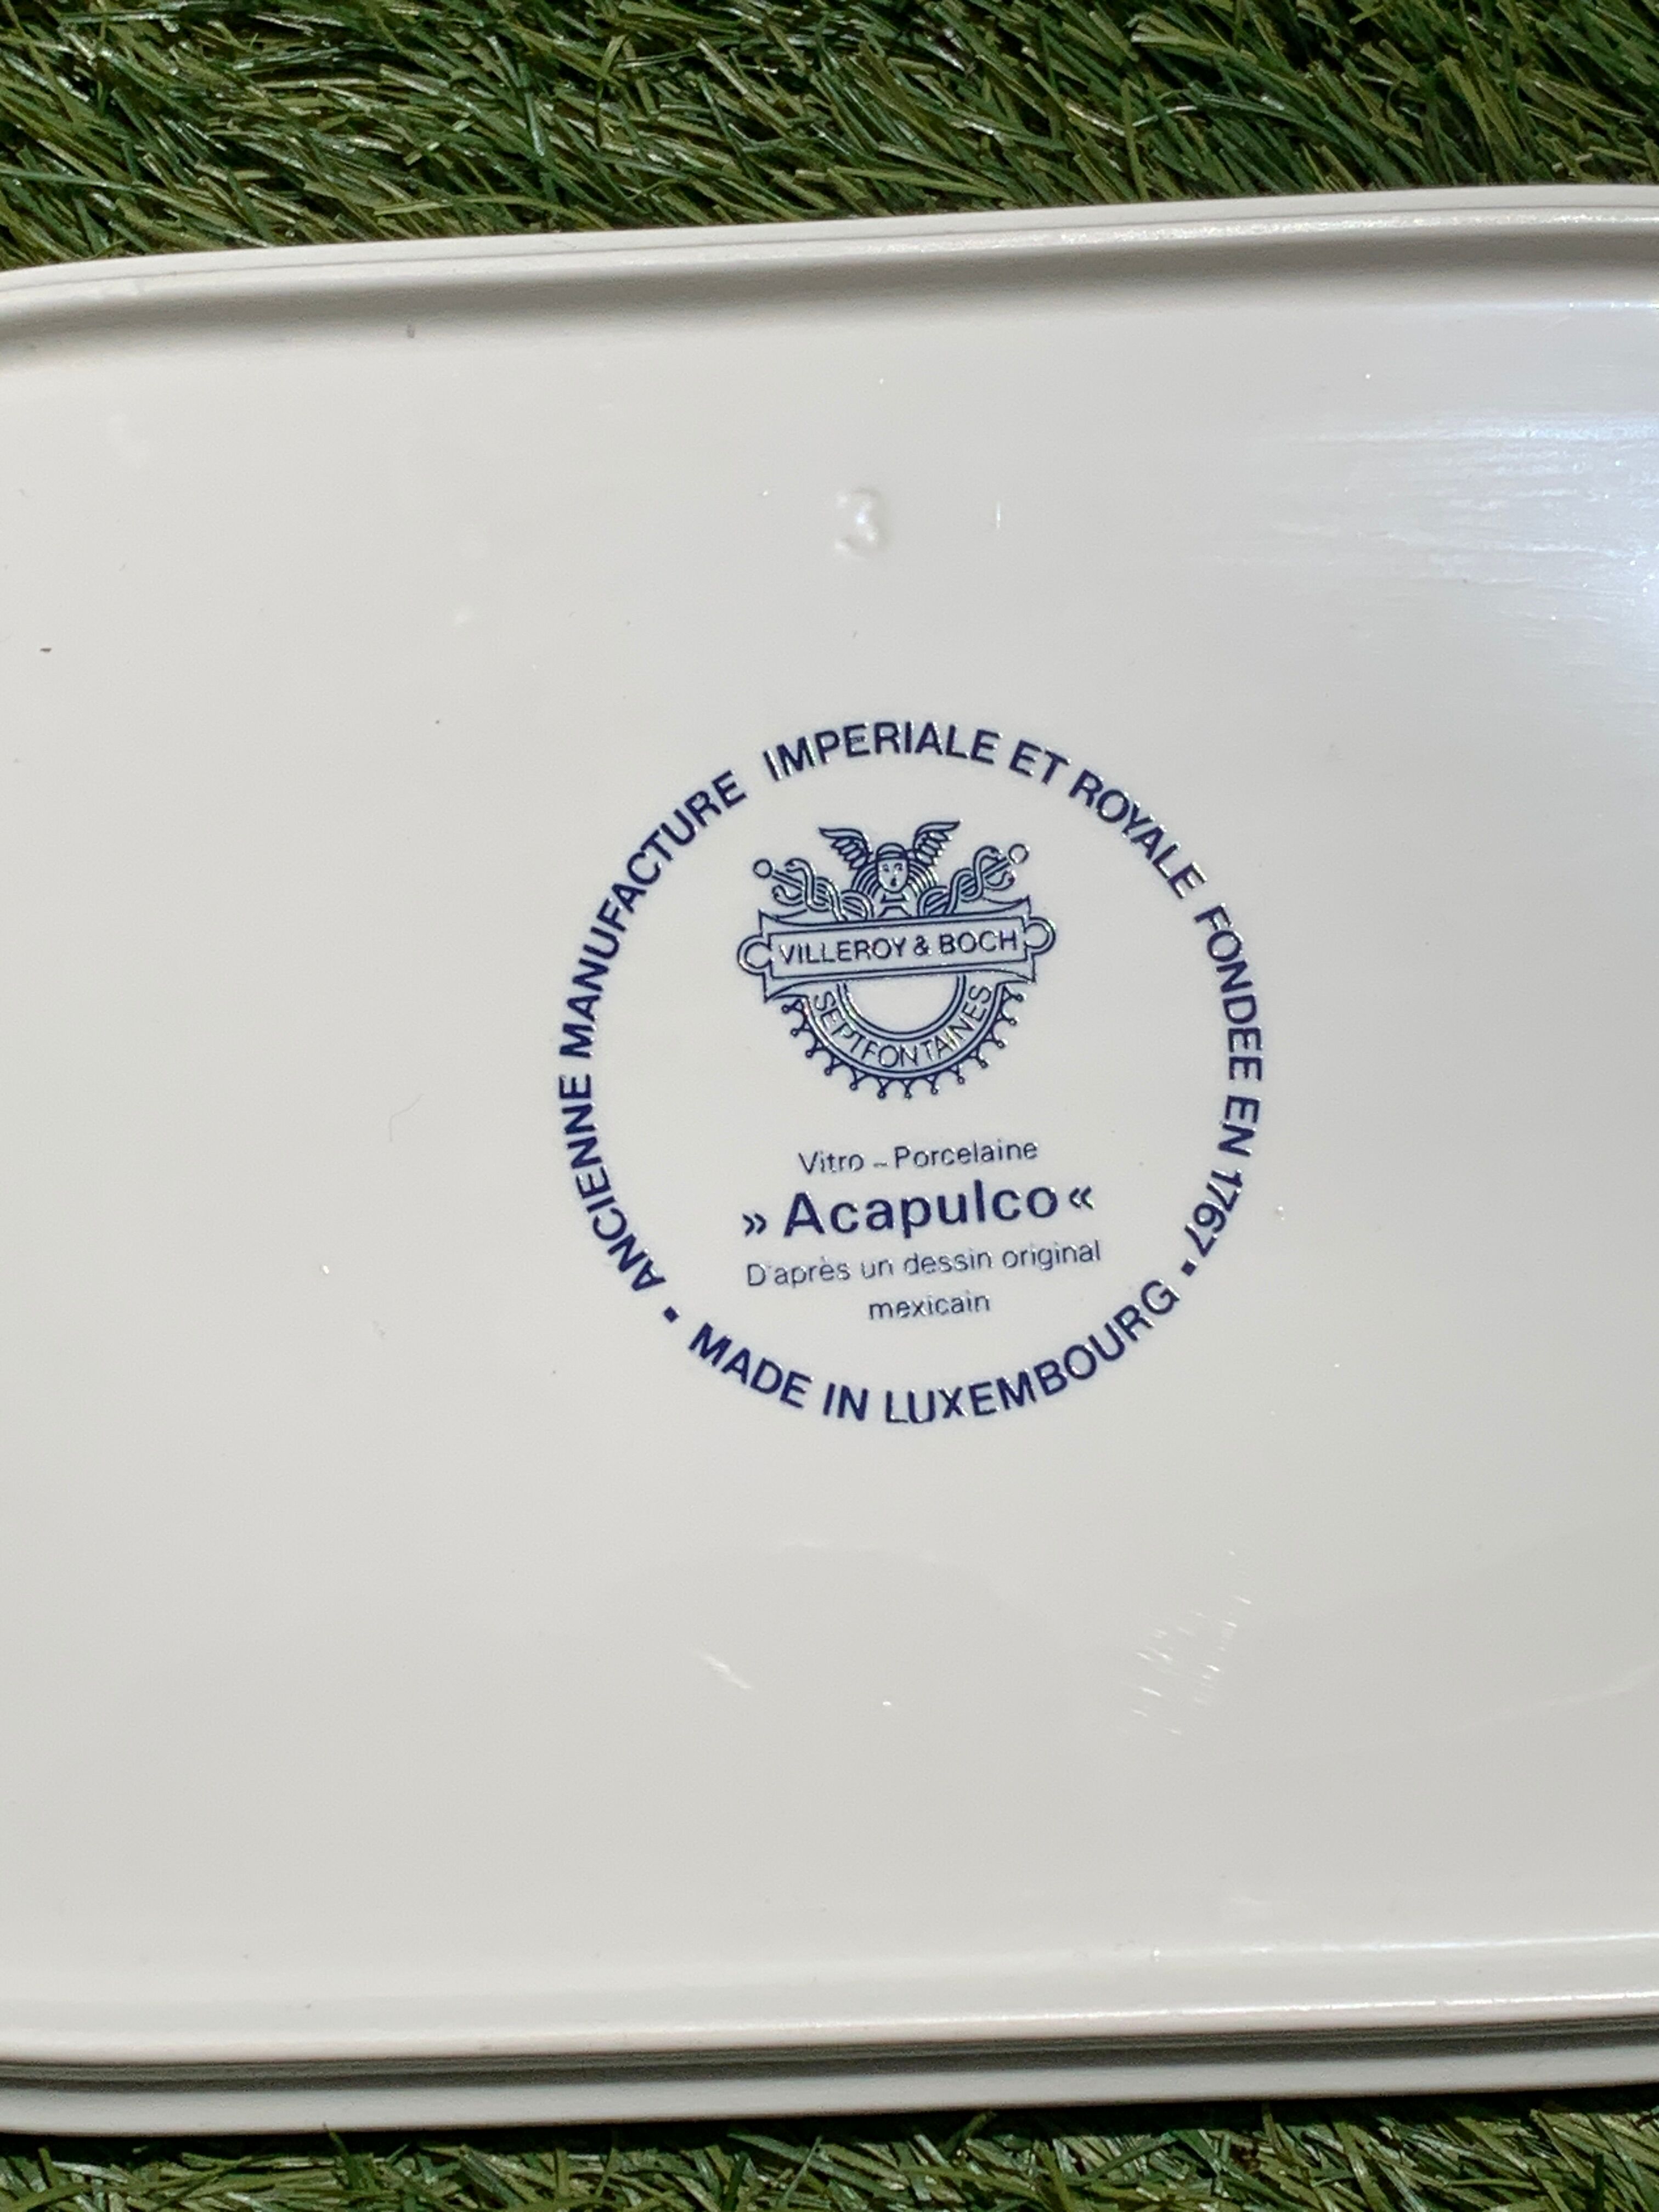 3
ANCIENNE MANUFACTURE IMPERIALE ET ROYALE FONDEE EN 1767 •
VILLEROY & BOCH
SEPTFONTAINES
Vitro - Porcelaine
» Acapulco «
D'après un dessin original
mexicain
• MADE IN LUXEMBOURG